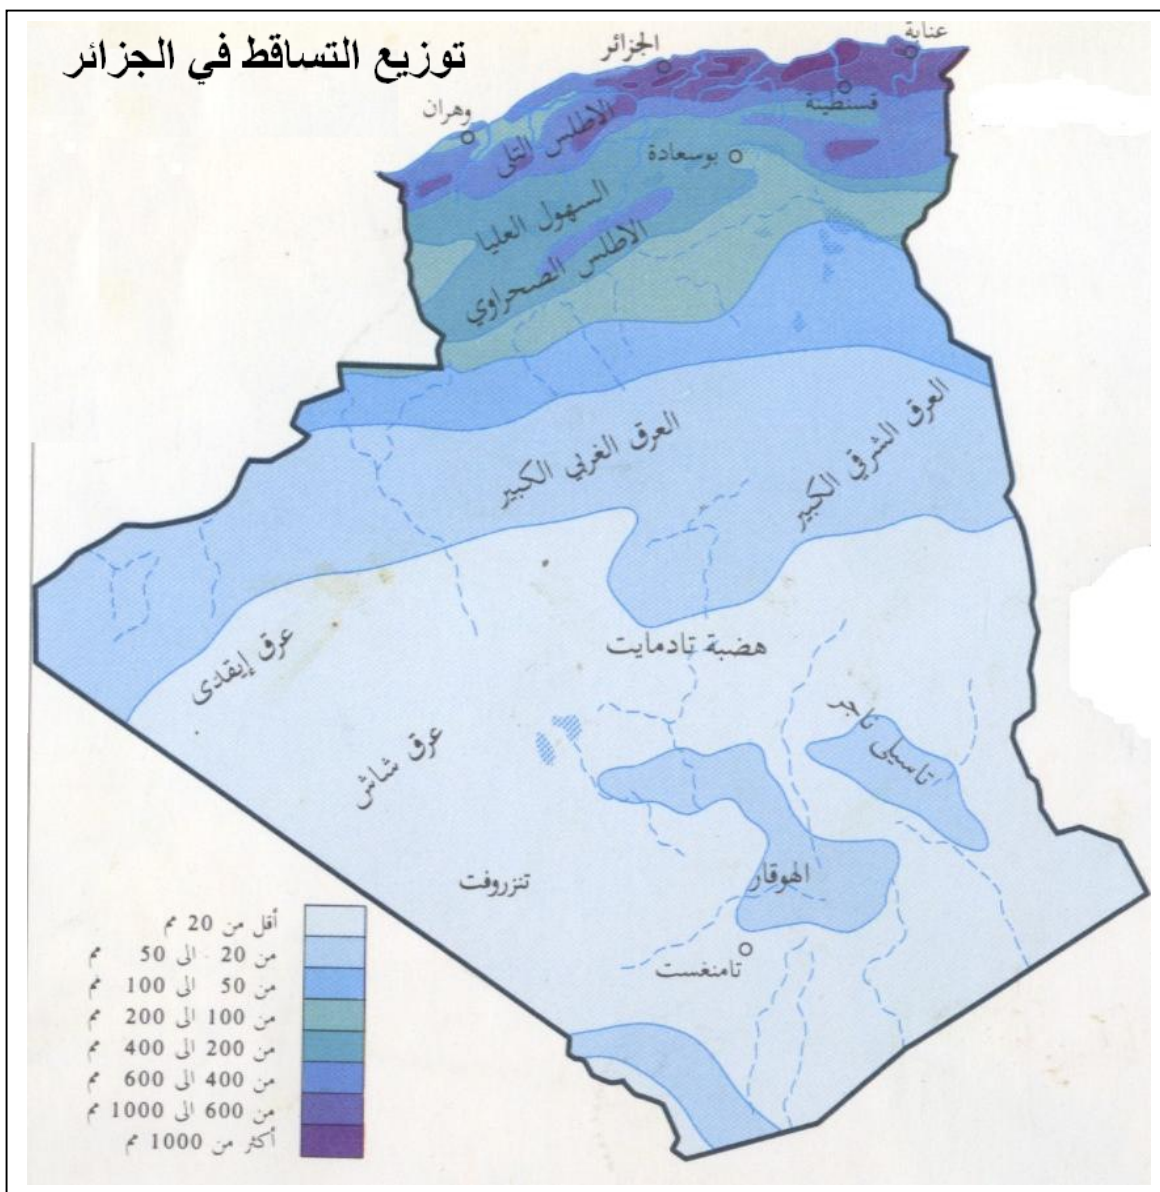 توزيع التساقط في الجزائر
عنابة
الجزائر
قسنطينة
وهران
الاطلس التلي
بوسعادة
السهول العليا
الاطلس الصحراوي
العرق الشرقي الكبير
العرق الغربي الكبير
هضبة تادمايت
عرق إيقدى
تاسيلي ناجر
عرق شاش
الهوقار
تنزروفت
تامنغست
أقل من 20 مم
من 20 الى 50 مم
من 50 الى 100 مم
من 100 الى 200 مم
من 200 الى 400 مم
من 400 الى 600 مم
من 600 الى 1000 مم
أكثر من 1000 مم